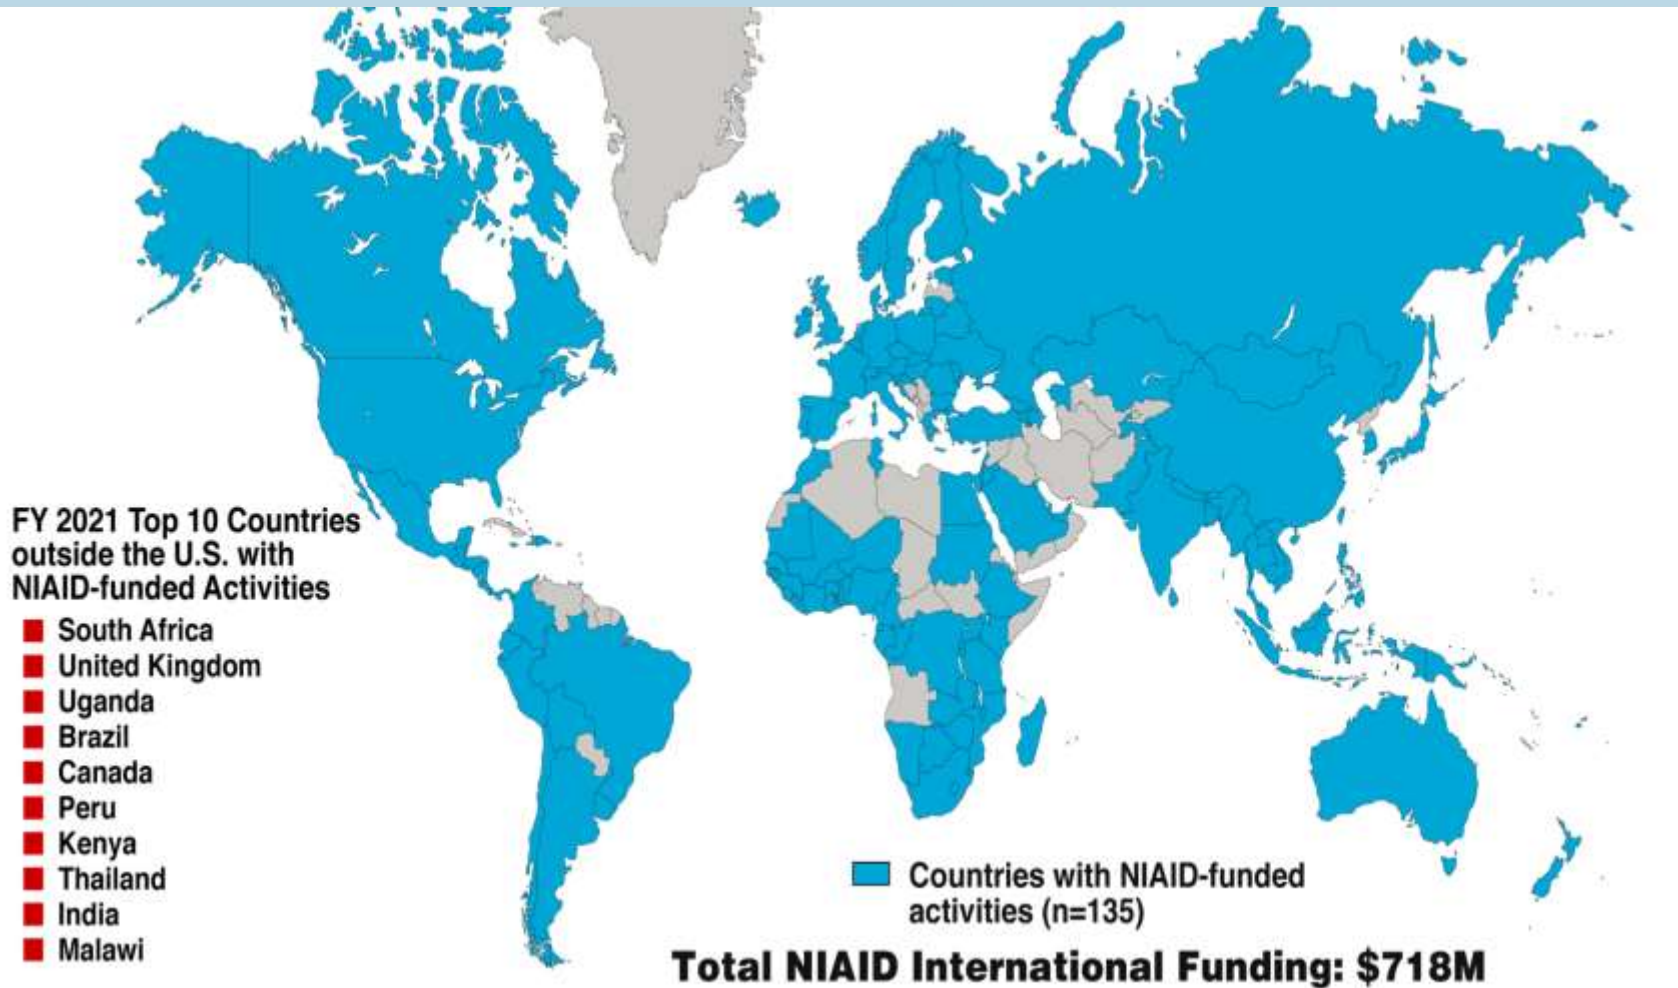 FY 2021 Top 10 Countries
outside the U.S. with
NIAID-funded Activities
South Africa
United Kingdom
Uganda
Brazil
Canada
Peru
Kenya
Thailand
India
Malawi
Countries with NIAID-funded
activities (n=135)
Total NIAID International Funding: $718M